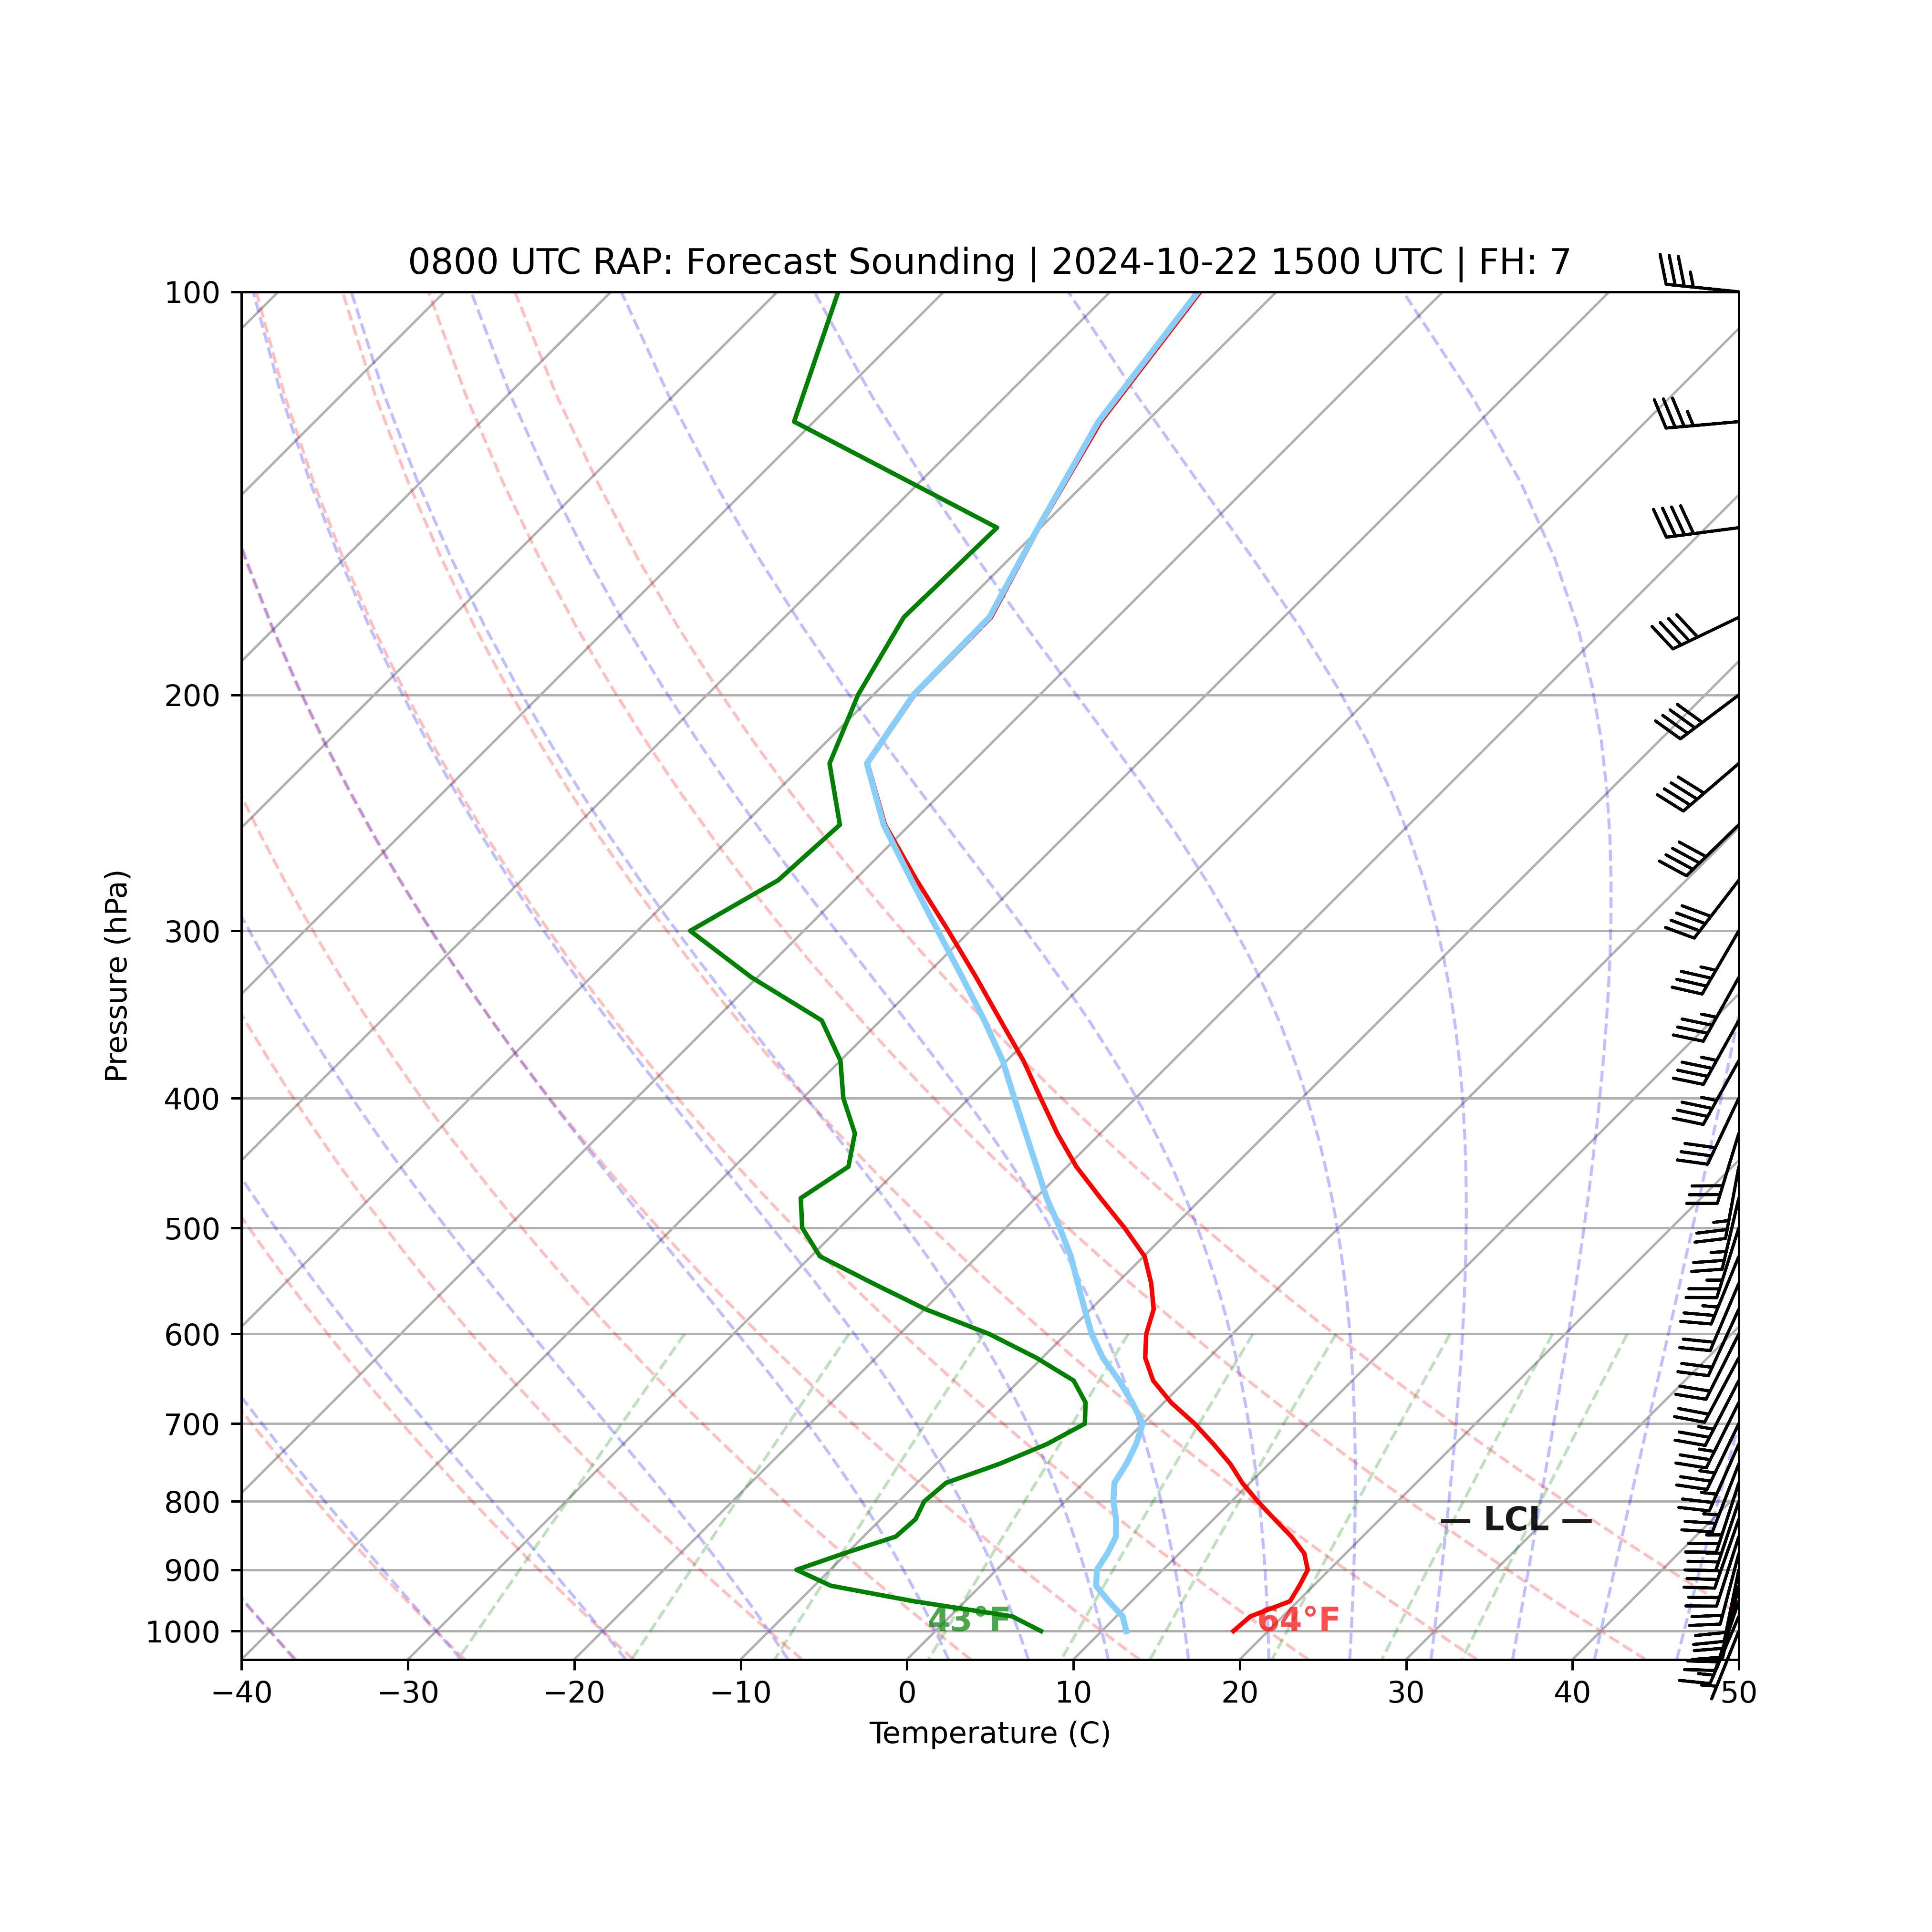 0800 UTC RAP: Forecast Sounding | 2024-10-22 1500 UTC | FH: 7
100
200
300
400
500
600
700
800
900
1000
Pressure (hPa)
— LCL —
43°F
64°F
−40 −30 −20 −10 0 10 20 30 40 50
Temperature (C)